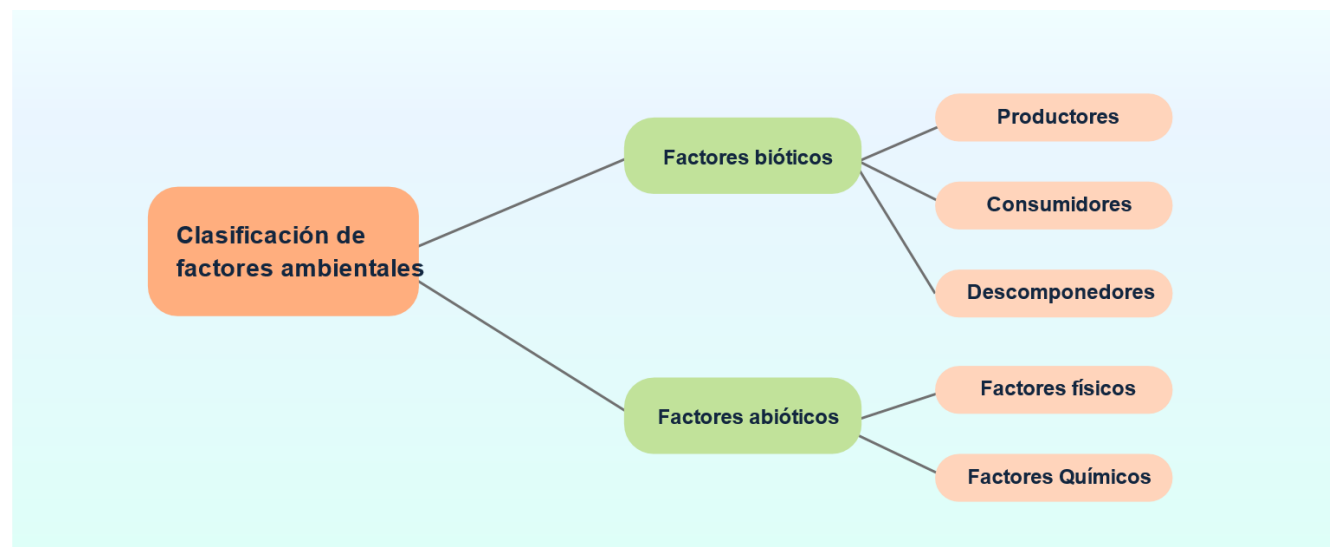 Clasificación de
factores ambientales
Factores bióticos
Productores
Consumidores
Descomponedores
Factores abióticos
Factores físicos
Factores Químicos